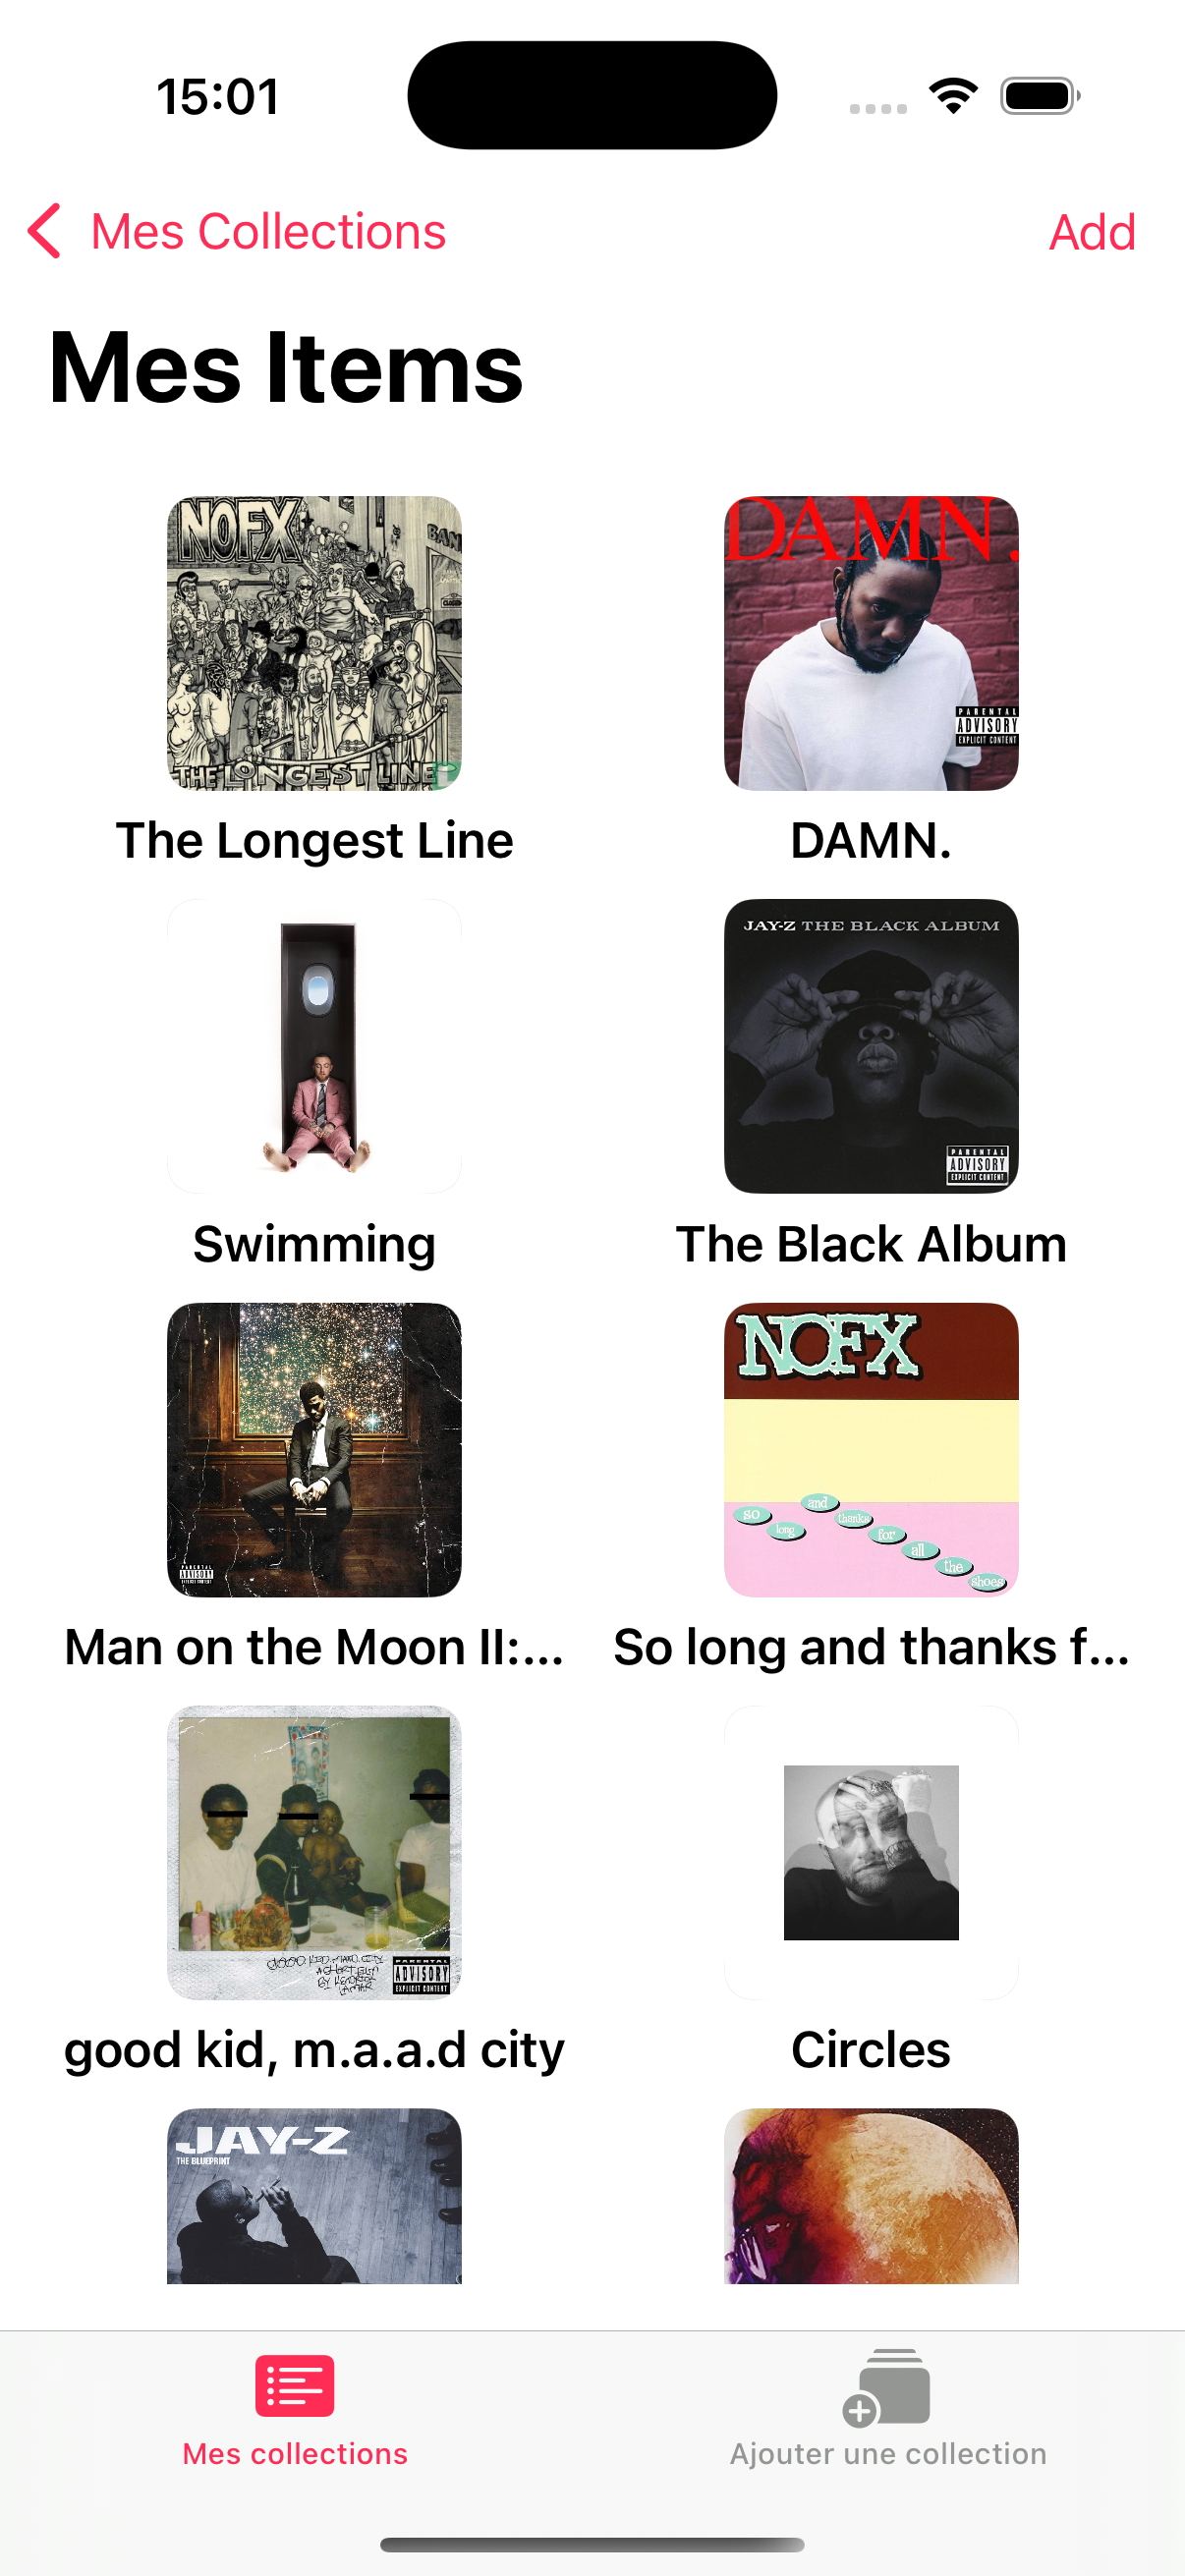 15:01
Mes Collections
Add
Mes Items
NOFX
BAN
THE LONGEST LINE
DAMN.
PARENTAL
ADVISORY
EXPLICIT CONTENT
The Longest Line
DAMN.
JAY-Z THE BLACK ALBUM
PARENTAL
ADVISORY
EXPLICIT CONTENT
Swimming
The Black Album
PARENTAL
ADVISORY
EXPLICIT CONTENT
NOFX
so long and thanks for all the shoes
Man on the Moon II:...
So long and thanks f...
good kid, m.A.A.d city
A SHORT FILM
BY KENDRICK
LAMAR
PARENTAL
ADVISORY
EXPLICIT CONTENT
good kid, m.a.a.d city
Circles
JAY-Z
THE BLUEPRINT
Mes collections
Ajouter une collection